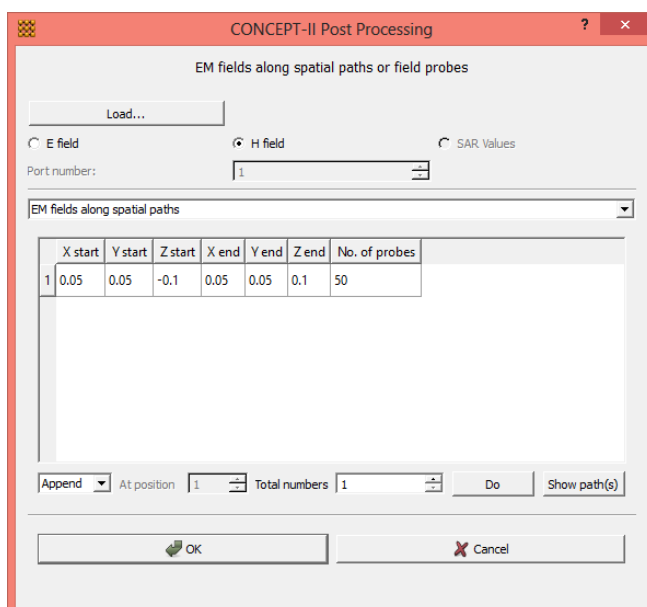 CONCEPT-II Post Processing ? ×
EM fields along spatial paths or field probes
Load...
E field H field SAR Values
Port number: 1
EM fields along spatial paths
X start Y start Z start X end Y end Z end No. of probes
1 0.05 0.05 -0.1 0.05 0.05 0.1 50
Append At position 1 Total numbers 1 Do Show path(s)
OK Cancel